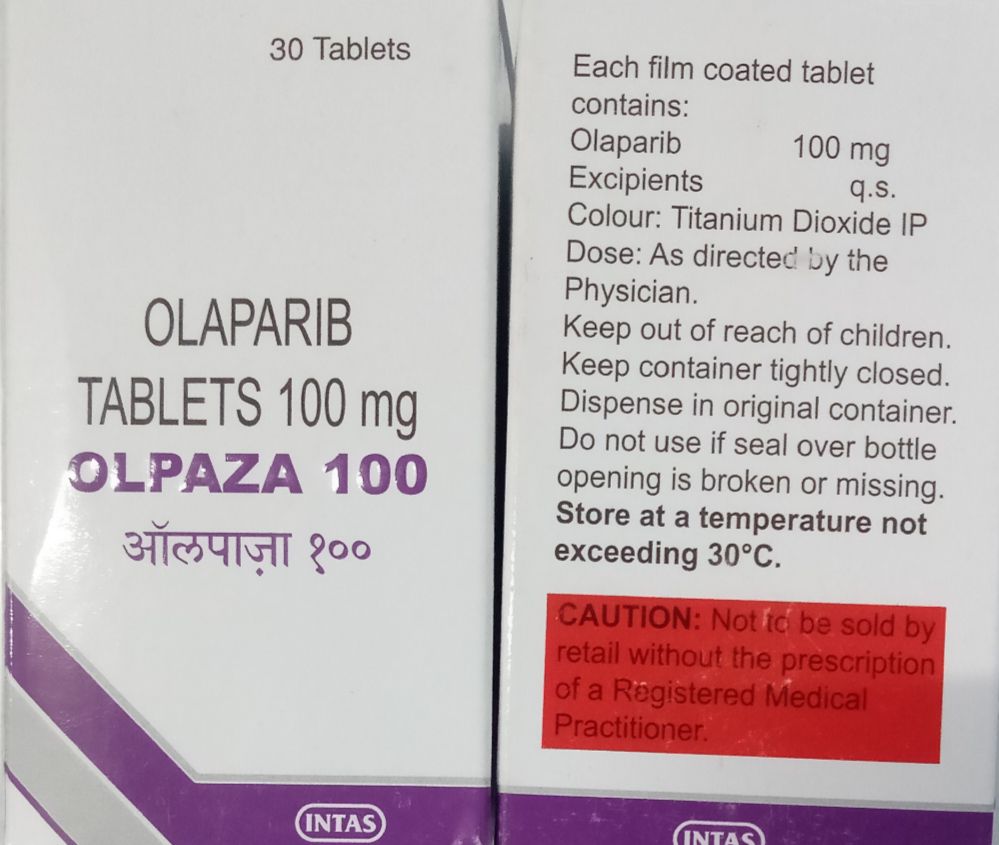 30 Tablets
OLAPARIB
TABLETS 100 mg
OLPAZA 100
ऑलपाज़ा १००
INTAS
Each film coated tablet
contains:
Olaparib 100 mg
Excipients q.s.
Colour: Titanium Dioxide IP
Dose: As directed by the
Physician.
Keep out of reach of children.
Keep container tightly closed.
Dispense in original container.
Do not use if seal over bottle
opening is broken or missing.
Store at a temperature not
exceeding 30°C.
CAUTION: Not to be sold by
retail without the prescription
of a Registered Medical
Practitioner.
INTAS